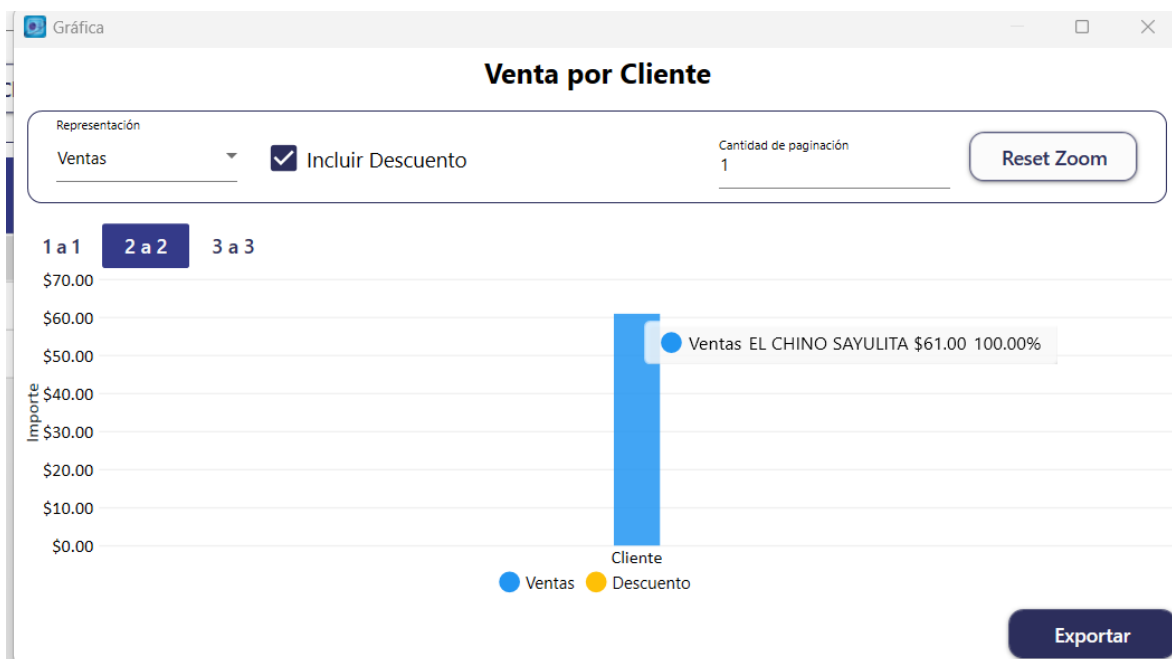 Gráfica
Venta por Cliente
Representación
Ventas
Incluir Descuento
Cantidad de paginación
1
Reset Zoom
1 a 1 2 a 2 3 a 3
$70.00
$60.00
$50.00
$40.00
$30.00
$20.00
$10.00
$0.00
Importe
Ventas EL CHINO SAYULITA $61.00 100.00%
Cliente
Ventas Descuento
Exportar